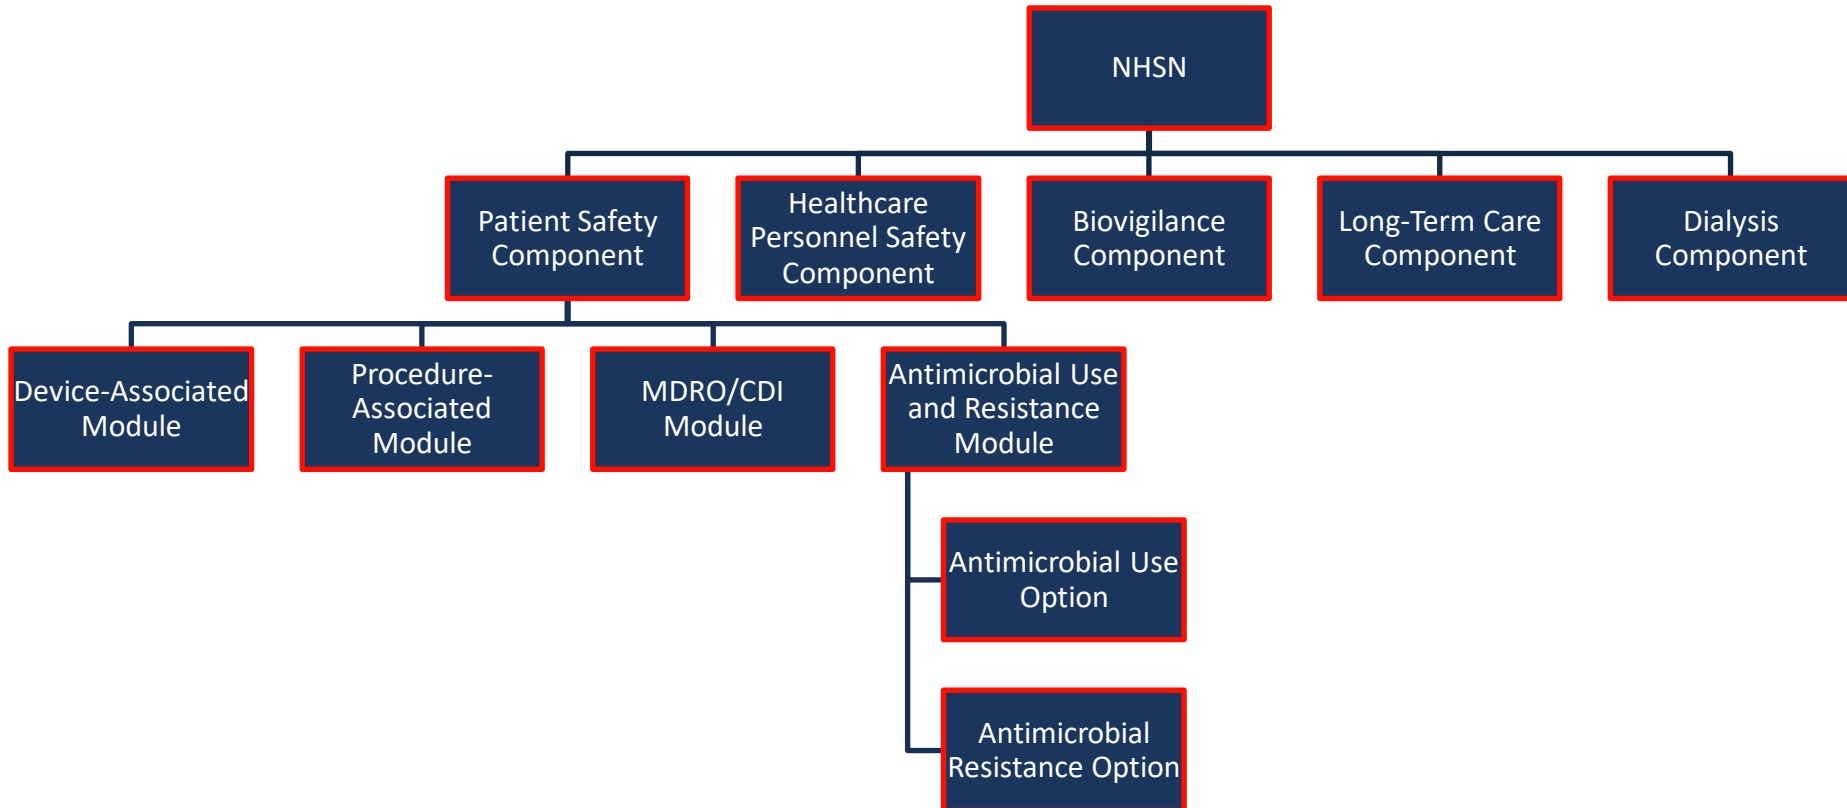 NHSN
Patient Safety
Component
Healthcare
Personnel Safety
Component
Biovigilance
Component
Long-Term Care
Component
Dialysis
Component
Device-Associated
Module
Procedure-
Associated
Module
MDRO/CDI
Module
Antimicrobial Use
and Resistance
Module
Antimicrobial Use
Option
Antimicrobial
Resistance Option